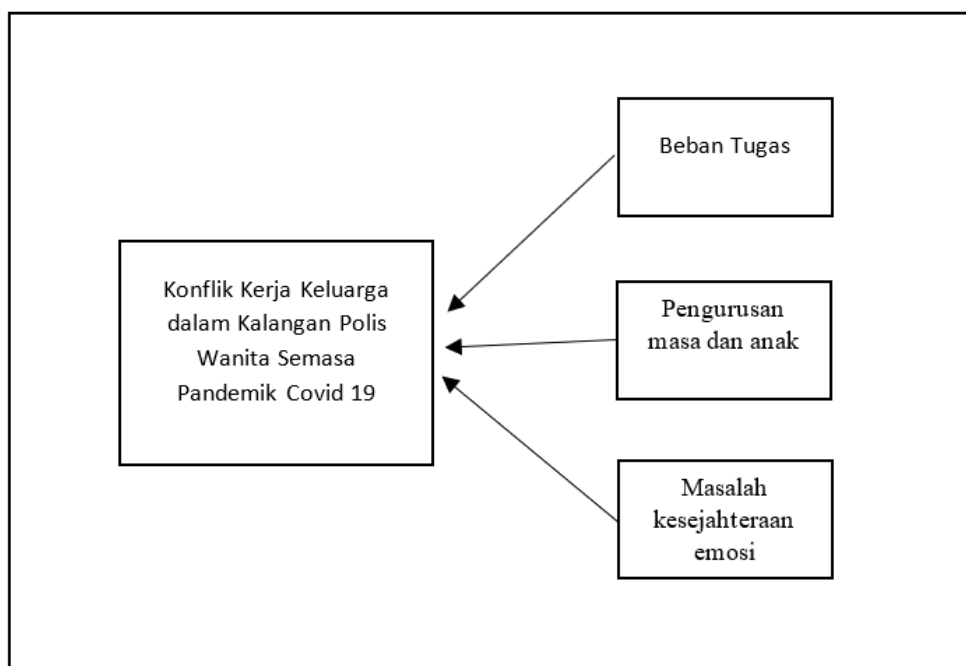 Beban Tugas
Konflik Kerja Keluarga
dalam Kalangan Polis
Wanita Semasa
Pandemik Covid 19
Pengurusan
masa dan anak
Masalah
kesejahteraan
emosi